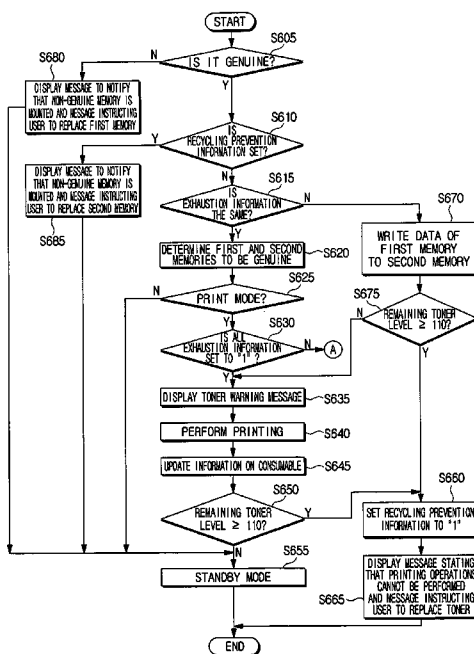 START
S605
IS IT GENUINE?
N
Y
S680
DISPLAY MESSAGE TO NOTIFY
THAT NON-GENUINE MEMORY IS
MOUNTED AND MESSAGE INSTRUCTING
USER TO REPLACE FIRST MEMORY
S610
IS
RECYCLING PREVENTION
INFORMATION SET?
Y
N
DISPLAY MESSAGE TO NOTIFY
THAT NON-GENUINE MEMORY IS
MOUNTED AND MESSAGE INSTRUCTING
USER TO REPLACE SECOND MEMORY
S685
S615
IS
EXHAUSTION INFORMATION
THE SAME?
N
Y
S670
WRITE DATA OF
FIRST MEMORY
TO SECOND MEMORY
S620
DETERMINE FIRST AND SECOND
MEMORIES TO BE GENUINE
S625
PRINT MODE?
N
Y
S675
REMAINING TONER
LEVEL ≥ 110?
N
Y
S630
IS ALL
EXHAUSTION INFORMATION
SET TO "1"?
N
A
Y
DISPLAY TONER WARNING MESSAGE
S635
PERFORM PRINTING
S640
UPDATE INFORMATION ON CONSUMABLE
S645
S650
REMAINING TONER
LEVEL ≥ 110?
Y
N
S660
SET RECYCLING PREVENTION
INFORMATION TO "1"
S655
STANDBY MODE
DISPLAY MESSAGE STATING
THAT PRINTING OPERATIONS
CANNOT BE PERFORMED
AND MESSAGE INSTRUCTING
USER TO REPLACE TONER
S665
END